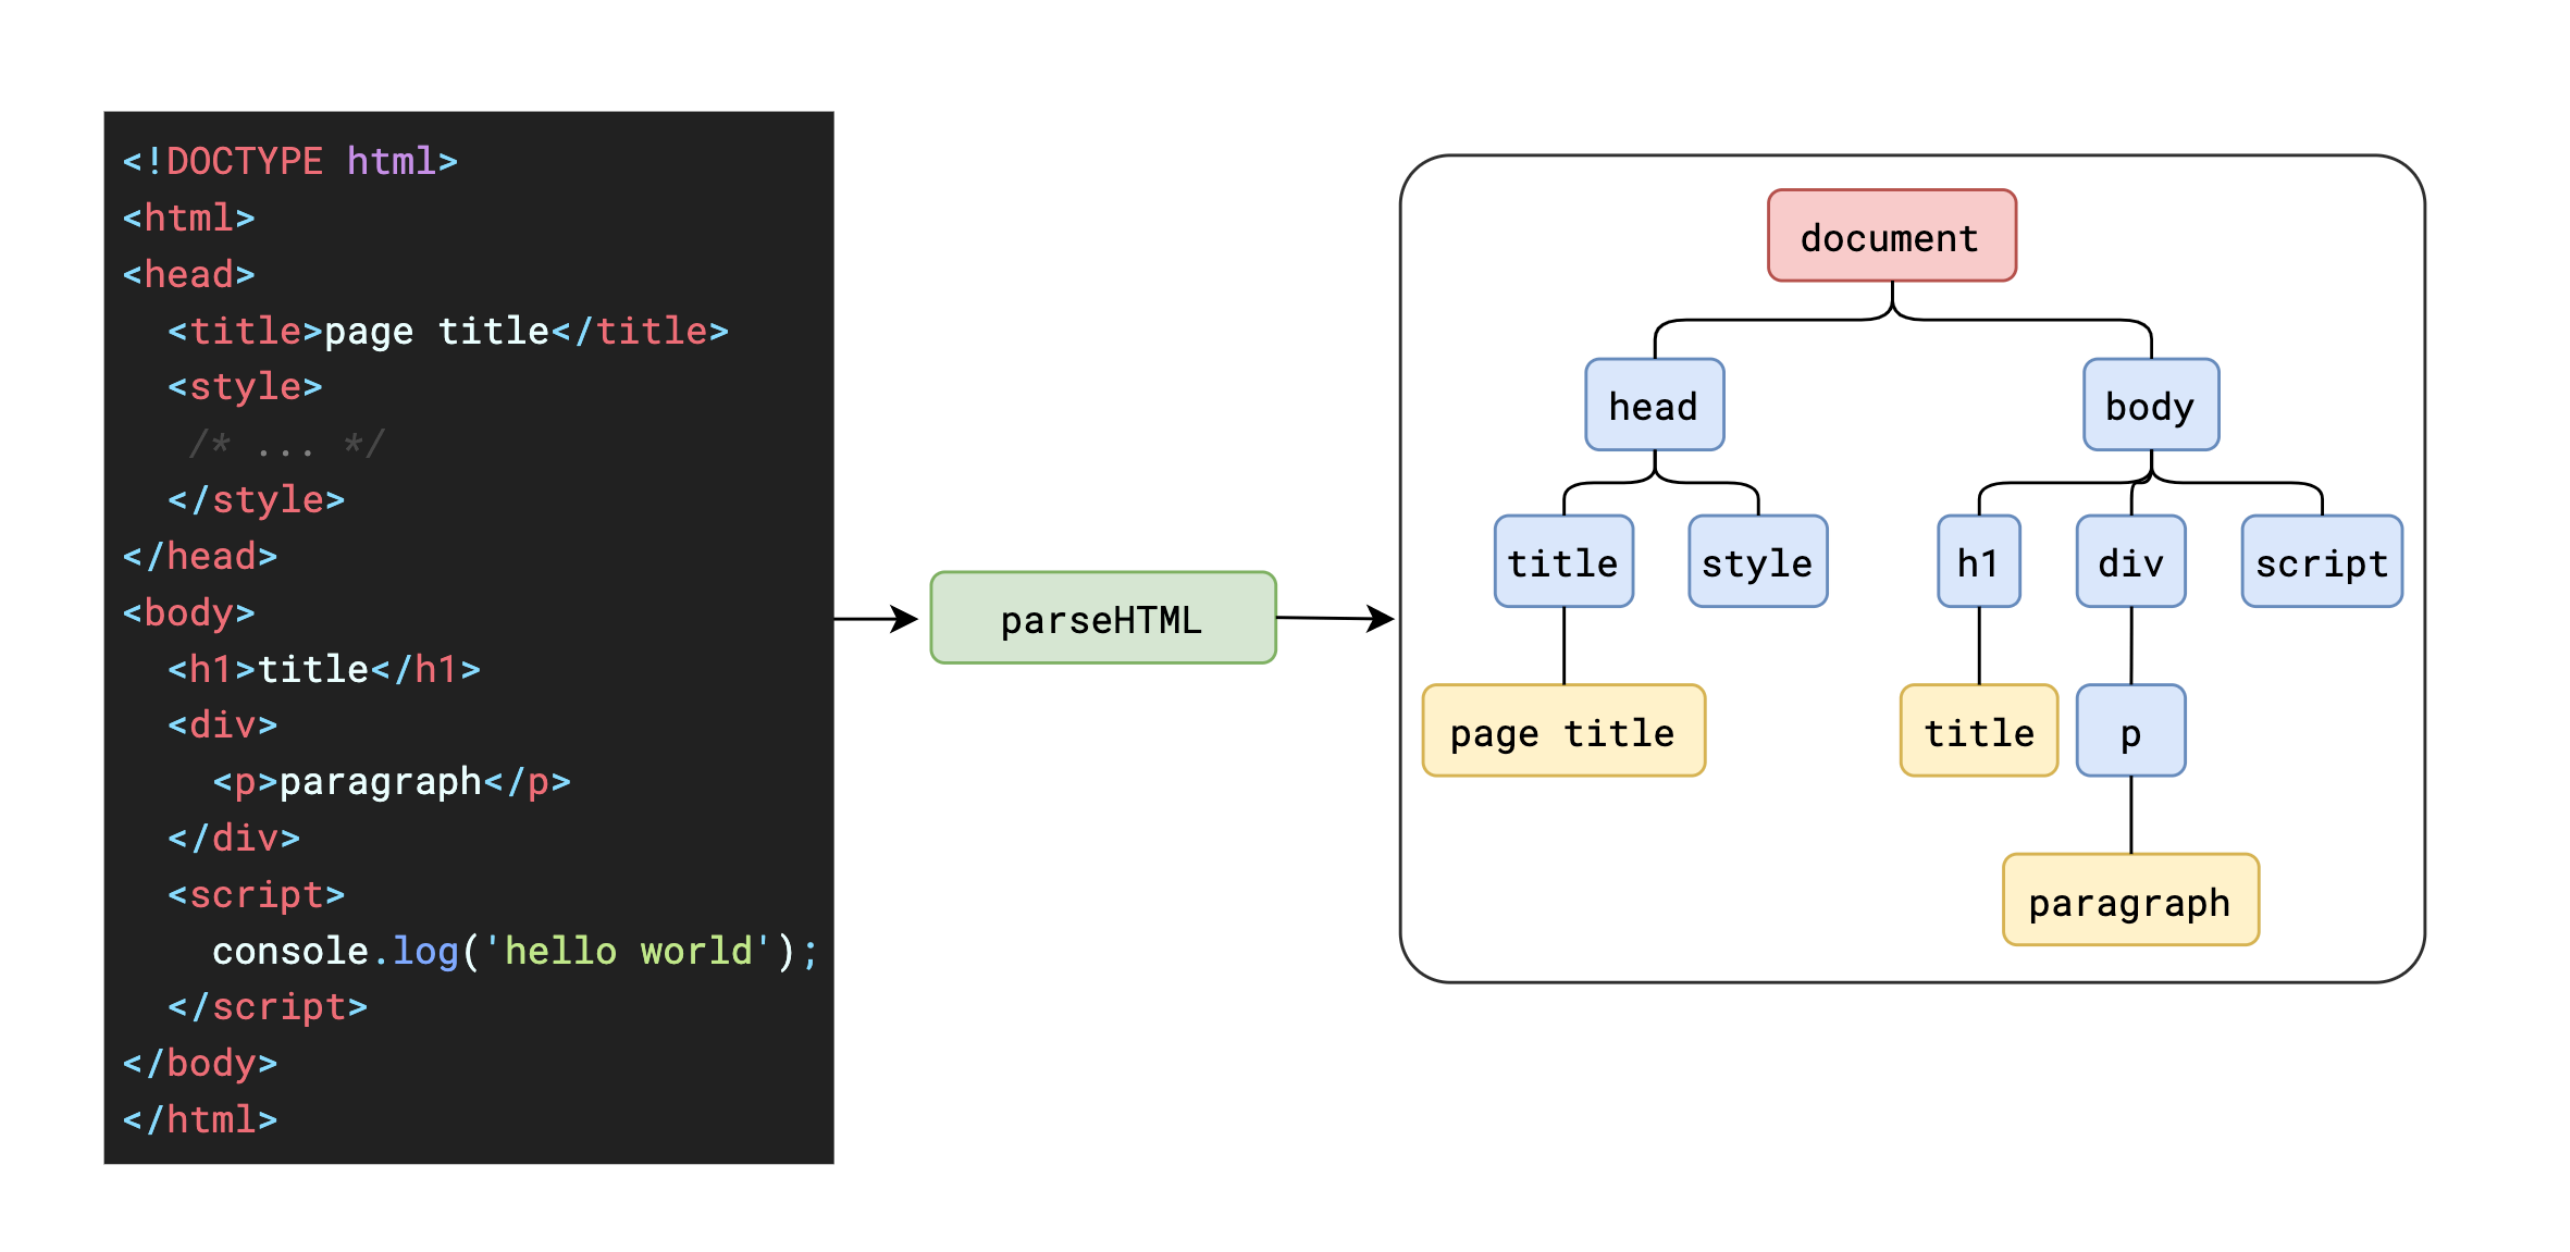 <!DOCTYPE html>
<html>
<head>
  <title>page title</title>
  <style>
   /* ... */
  </style>
</head>
<body>
  <h1>title</h1>
  <div>
    <p>paragraph</p>
  </div>
  <script>
    console.log('hello world');
  </script>
</body>
</html>
parseHTML
document
head body
title style h1 div script
page title title p
paragraph